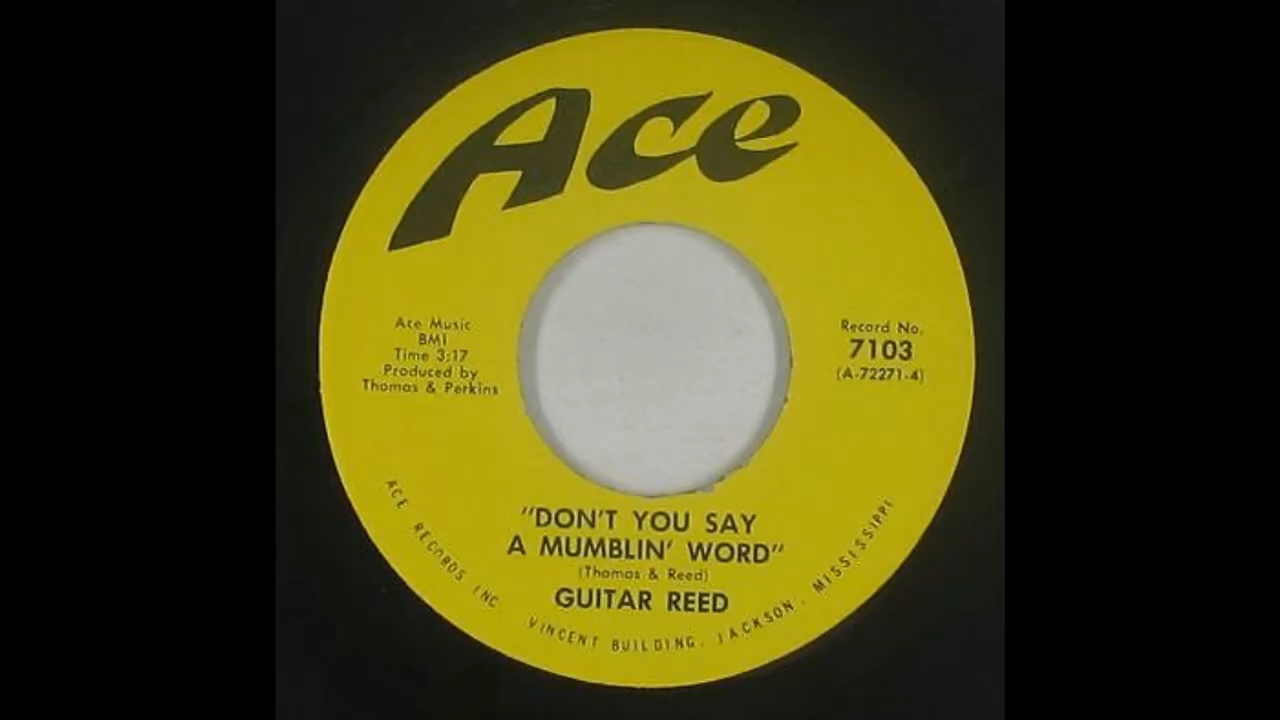 Ace
Ace Music
BMI
Time 3:17
Produced by
Thomas & Perkins
Record No.
7103
(A-72271-4)
"DON'T YOU SAY
A MUMBLIN' WORD"
(Thomas & Reed)
GUITAR REED
ACE RECORDS INC VINCENT BUILDING, JACKSON, MISSISSIPPI